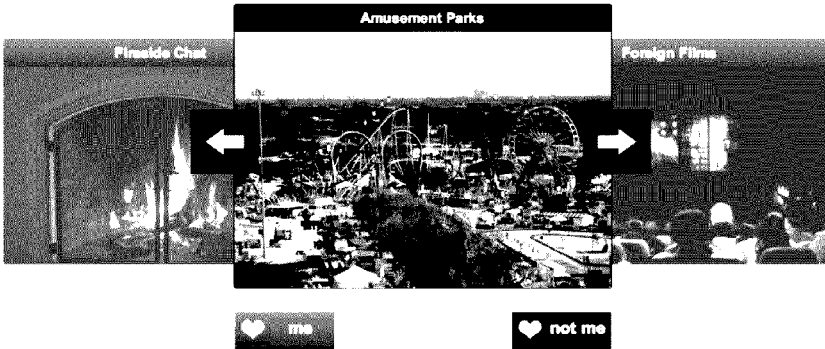 Amusement Parks
Fireside Chat
Foreign Films
me
not me